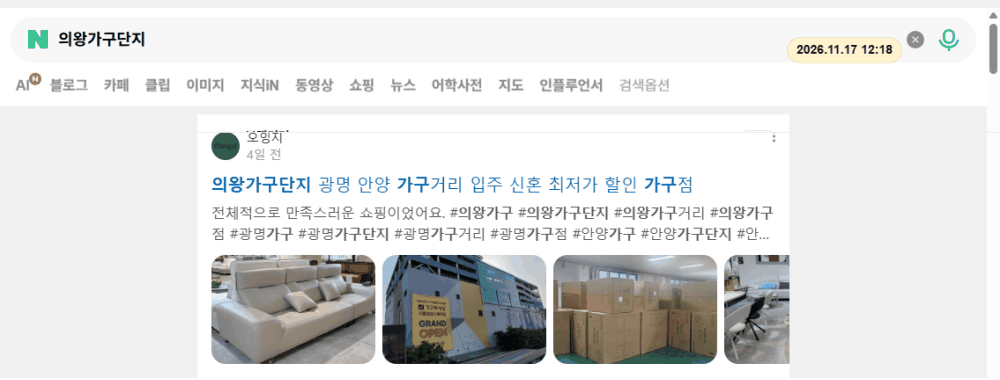 의왕가구단지
2026.11.17 12:18
AI N 블로그 카페 클립 이미지 지식iN 동영상 쇼핑 뉴스 어학사전 지도 인플루언서 검색옵션
4일 전
의왕가구단지 광명 안양 가구거리 입주 신혼 최저가 할인 가구점
전체적으로 만족스러운 쇼핑이었어요. #의왕가구 #의왕가구단지 #의왕가구거리 #의왕가구
점 #광명가구 #광명가구단지 #광명가구거리 #광명가구점 #안양가구 #안양가구단지 #안...
GRAND
OPEN